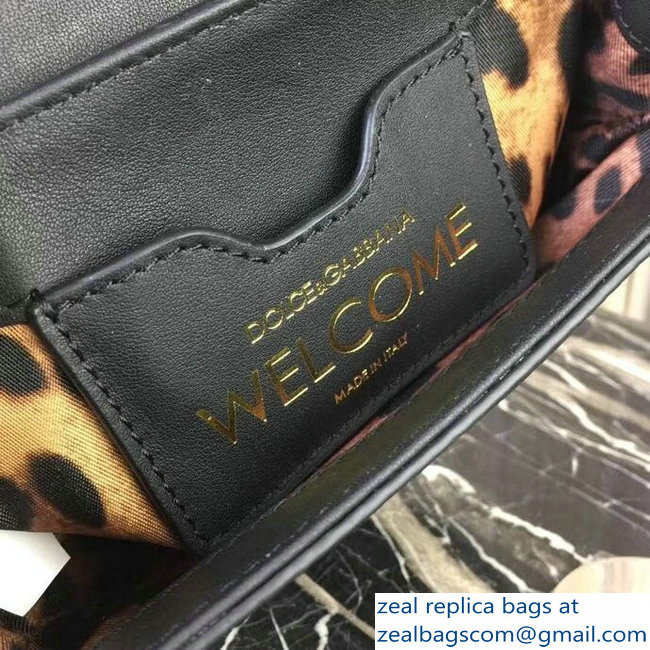 DOLCE&GABBANA
WELCOME
MADE IN ITALY
zeal replica bags at
zealbagscom@gmail.com